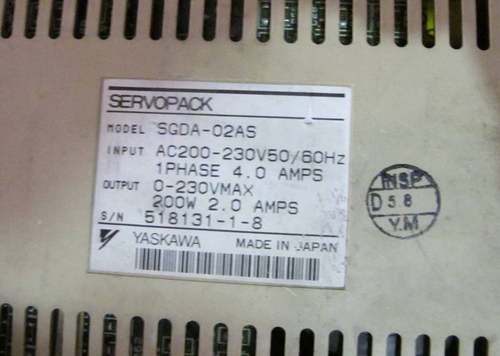 SERVOPACK
MODEL SGDA-02AS
INPUT AC200-230V50/60Hz
1PHASE 4.0 AMPS
OUTPUT 0-230VMAX
200W 2.0 AMPS
S/N 518131-1-8
YASKAWA MADE IN JAPAN
INSP
D 5.8
Y.M